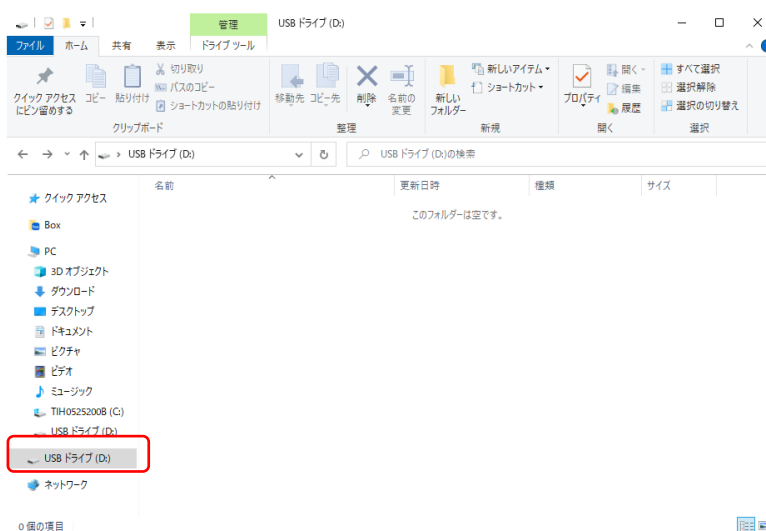 管理
USB ドライブ (D:)
ファイル ホーム 共有 表示 ドライブ ツール
クイック アクセス
にピン留めする
コピー
貼り付け
切り取り
パスのコピー
ショートカットの貼り付け
クリップボード
移動先
コピー先
削除
名前の
変更
整理
新しい
フォルダー
新しいアイテム
ショートカット
新規
プロパティ
開く
編集
履歴
開く
すべて選択
選択解除
選択の切り替え
選択
USB ドライブ (D:)
USB ドライブ (D:)の検索
名前 更新日時 種類 サイズ
このフォルダーは空です。
クイック アクセス
Box
PC
3D オブジェクト
ダウンロード
デスクトップ
ドキュメント
ピクチャ
ビデオ
ミュージック
TIH0525200B (C:)
USB ドライブ (D:)
USB ドライブ (D:)
ネットワーク
0 個の項目